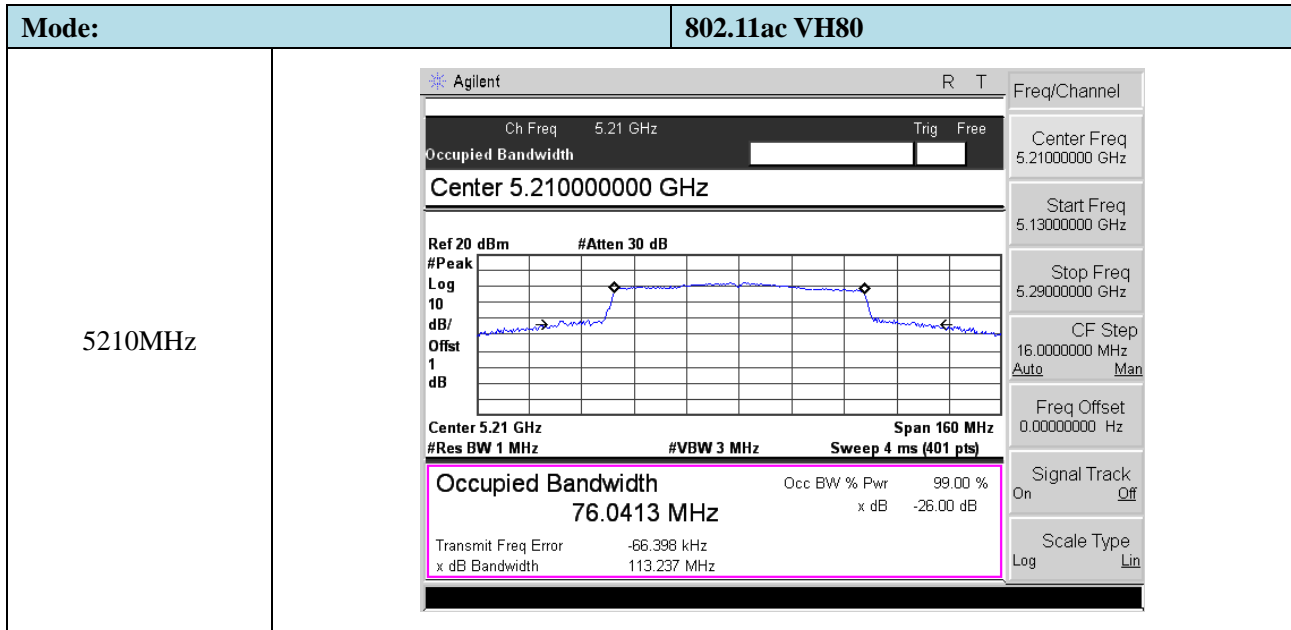 Mode: 802.11ac VH80
5210MHz
Agilent R T
Ch Freq 5.21 GHz Trig Free
Occupied Bandwidth
Center 5.210000000 GHz
Ref 20 dBm #Atten 30 dB
#Peak
Log
10
dB/
Offst
1
dB
Center 5.21 GHz Span 160 MHz
#Res BW 1 MHz #VBW 3 MHz Sweep 4 ms (401 pts)
Occupied Bandwidth Occ BW % Pwr 99.00 %
76.0413 MHz x dB -26.00 dB
Transmit Freq Error -66.398 kHz
x dB Bandwidth 113.237 MHz
Freq/Channel
Center Freq
5.21000000 GHz
Start Freq
5.13000000 GHz
Stop Freq
5.29000000 GHz
CF Step
16.0000000 MHz
Auto Man
Freq Offset
0.00000000 Hz
Signal Track
On Off
Scale Type
Log Lin